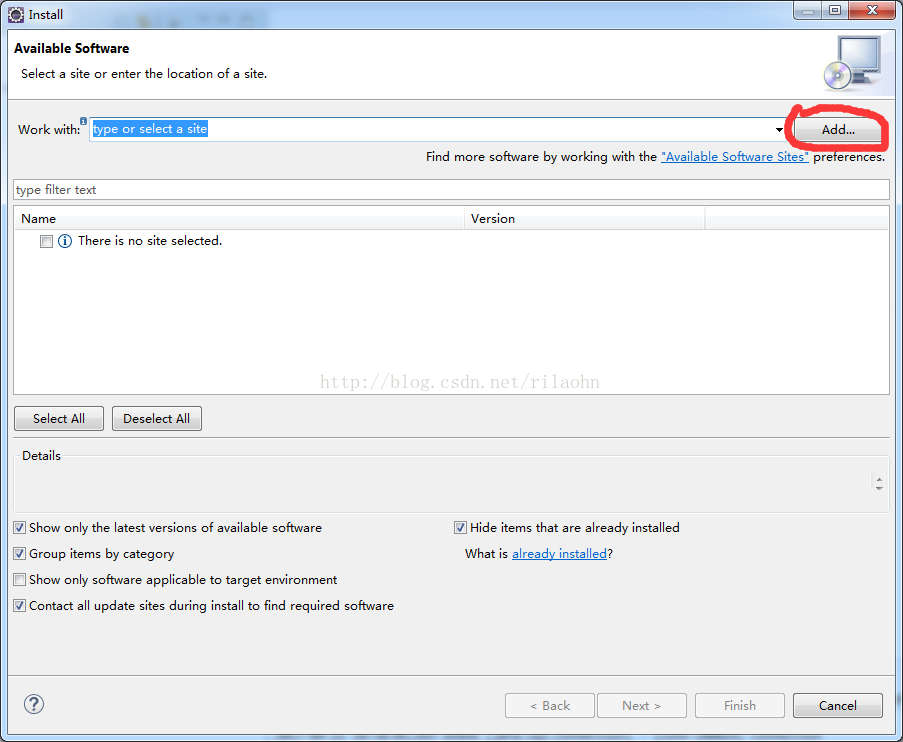 Install
Available Software
Select a site or enter the location of a site.
Work with: type or select a site Add...
Find more software by working with the "Available Software Sites" preferences.
type filter text
Name Version
There is no site selected.
http://blog.csdn.net/rilaohn
Select All Deselect All
Details
Show only the latest versions of available software Hide items that are already installed
Group items by category What is already installed?
Show only software applicable to target environment
Contact all update sites during install to find required software
? < Back Next > Finish Cancel